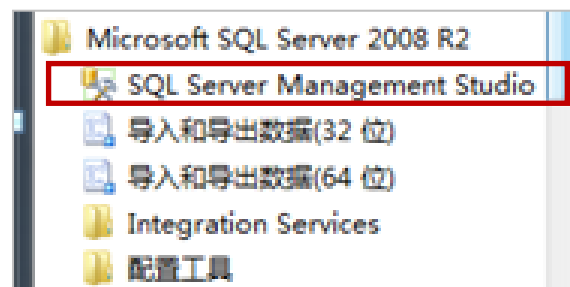 Microsoft SQL Server 2008 R2
SQL Server Management Studio
导入和导出数据(32 位)
导入和导出数据(64 位)
Integration Services
配置工具